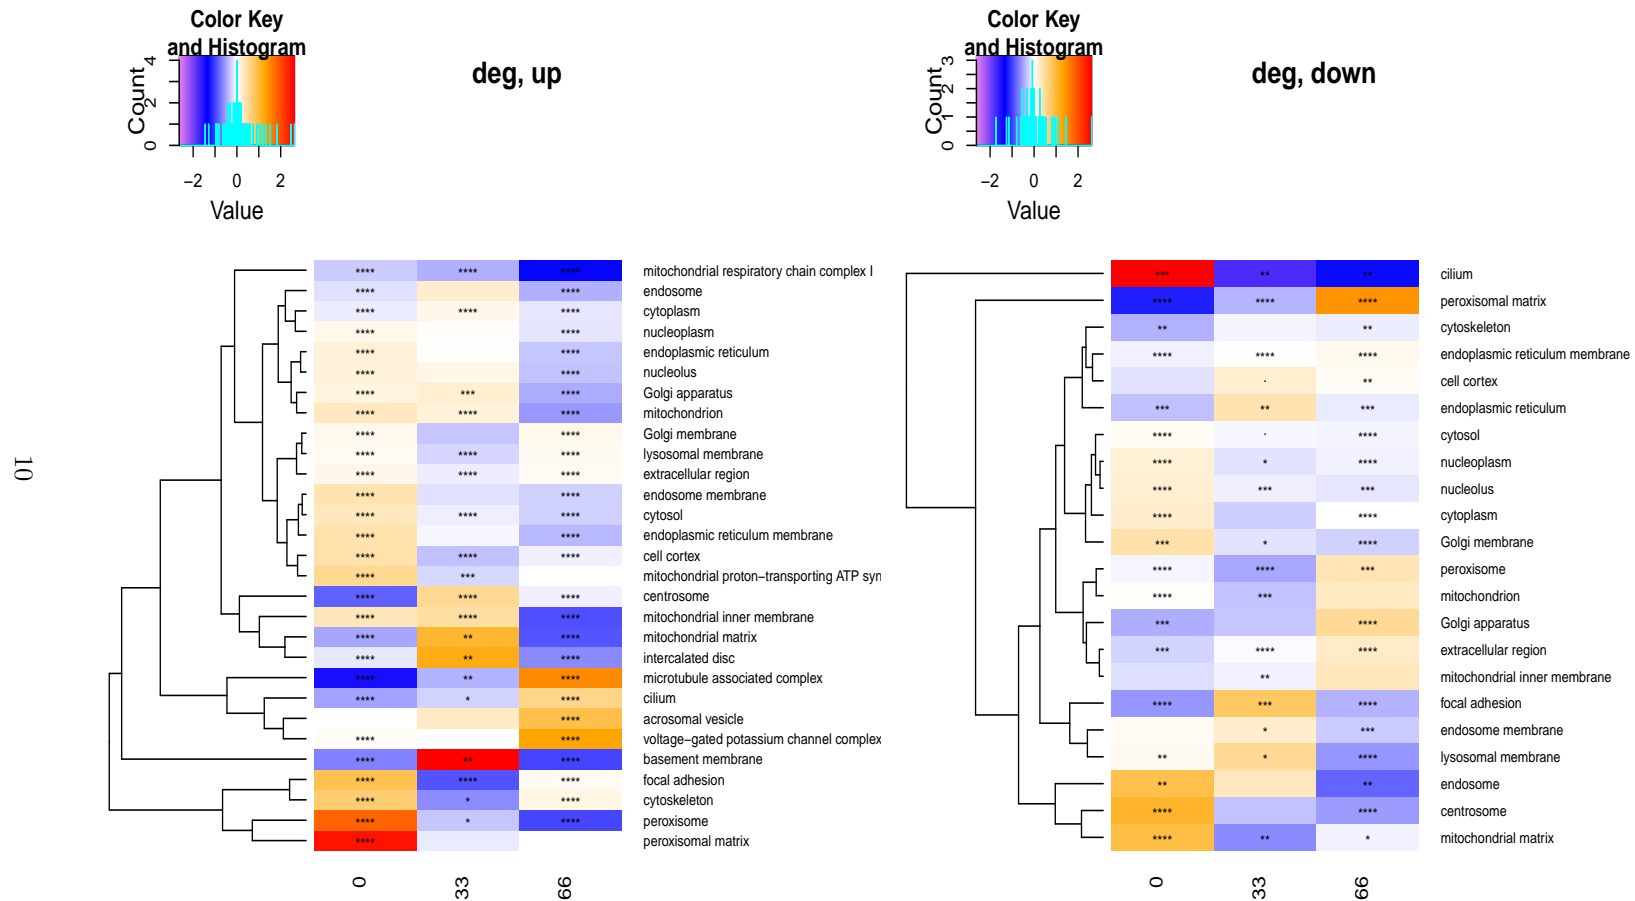 Color Key
and Histogram
Count
0 2 4
−2 0 2
Value
deg, up
**** **** **** mitochondrial respiratory chain complex I
**** **** endosome
**** **** **** cytoplasm
**** **** nucleoplasm
**** **** endoplasmic reticulum
**** **** nucleolus
**** *** **** Golgi apparatus
**** **** **** mitochondrion
**** **** Golgi membrane
**** **** **** lysosomal membrane
**** **** **** extracellular region
**** **** endosome membrane
**** **** **** cytosol
**** **** endoplasmic reticulum membrane
**** **** **** cell cortex
**** *** mitochondrial proton−transporting ATP syn
**** **** **** centrosome
**** **** **** mitochondrial inner membrane
**** ** **** mitochondrial matrix
**** ** **** intercalated disc
**** ** **** microtubule associated complex
**** * **** cilium
**** acrosomal vesicle
**** **** voltage−gated potassium channel complex
**** ** **** basement membrane
**** **** **** focal adhesion
**** * **** cytoskeleton
**** * **** peroxisome
**** peroxisomal matrix
0 33 66
Color Key
and Histogram
Count
0 1 2 3
−2 0 2
Value
deg, down
*** ** ** cilium
**** **** **** peroxisomal matrix
** ** cytoskeleton
**** **** **** endoplasmic reticulum membrane
. ** cell cortex
*** ** *** endoplasmic reticulum
**** . **** cytosol
**** * **** nucleoplasm
**** *** *** nucleolus
**** **** cytoplasm
*** * **** Golgi membrane
**** **** *** peroxisome
**** *** mitochondrion
*** **** Golgi apparatus
*** **** **** extracellular region
** mitochondrial inner membrane
**** *** **** focal adhesion
* *** endosome membrane
** * **** lysosomal membrane
** ** endosome
**** **** centrosome
**** ** * mitochondrial matrix
0 33 66
10